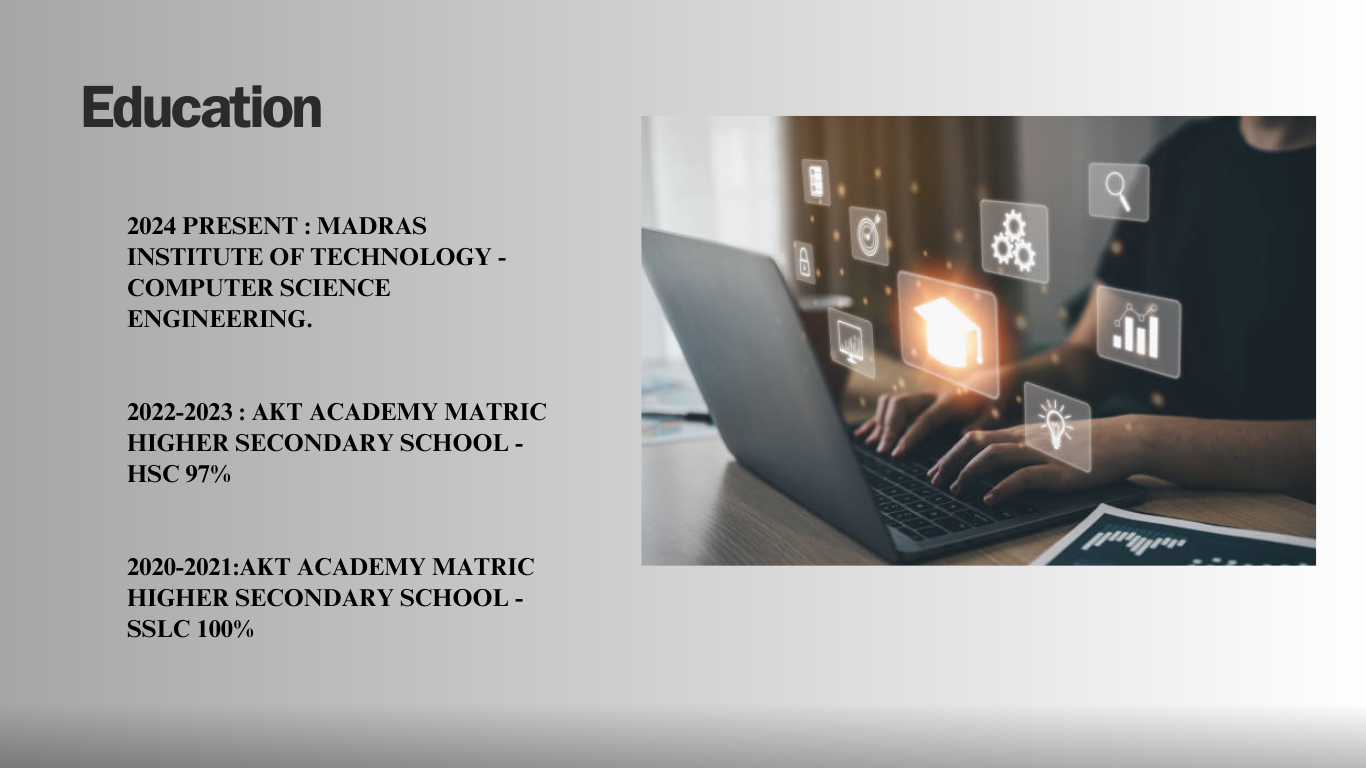 Education
2024 PRESENT : MADRAS
INSTITUTE OF TECHNOLOGY -
COMPUTER SCIENCE
ENGINEERING.
2022-2023 : AKT ACADEMY MATRIC
HIGHER SECONDARY SCHOOL -
HSC 97%
2020-2021:AKT ACADEMY MATRIC
HIGHER SECONDARY SCHOOL -
SSLC 100%